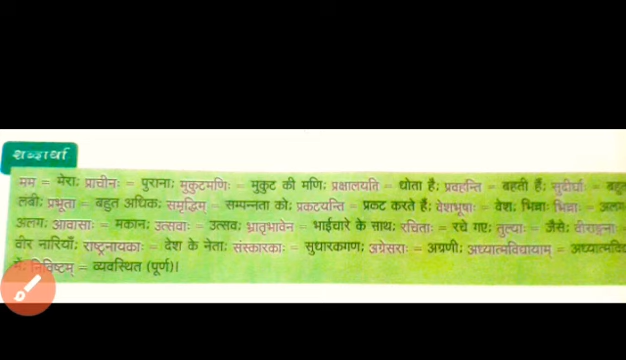 शब्दार्थाः
मम = मेरा; प्राचीनः = पुराना; मुकुटमणिः = मुकुट की मणि; प्रक्षालयति = धोता है; प्रवहन्ति = बहती हैं; सुदीर्घाः = बहुत
लंबी; प्रभूता = बहुत अधिक; समृद्धिम् = सम्पन्नता को; प्रकटयन्ति = प्रकट करते हैं; वेशभूषाः = वेश; भिन्नाः भिन्नाः = अलग
अलग; आवासाः = मकान; उत्सवाः = उत्सव; भ्रातृभावेन = भाईचारे के साथ; रचिताः = रचे गए; तुल्याः = जैसे; वीराङ्गना =
वीर नारियाँ; राष्ट्रनायकाः = देश के नेता; संस्कारकाः = सुधारकगण; अग्रेसराः = अग्रणी; अध्यात्मविद्यायाम् = अध्यात्मविद्
में; निविष्टम् = व्यवस्थित (पूर्ण)।